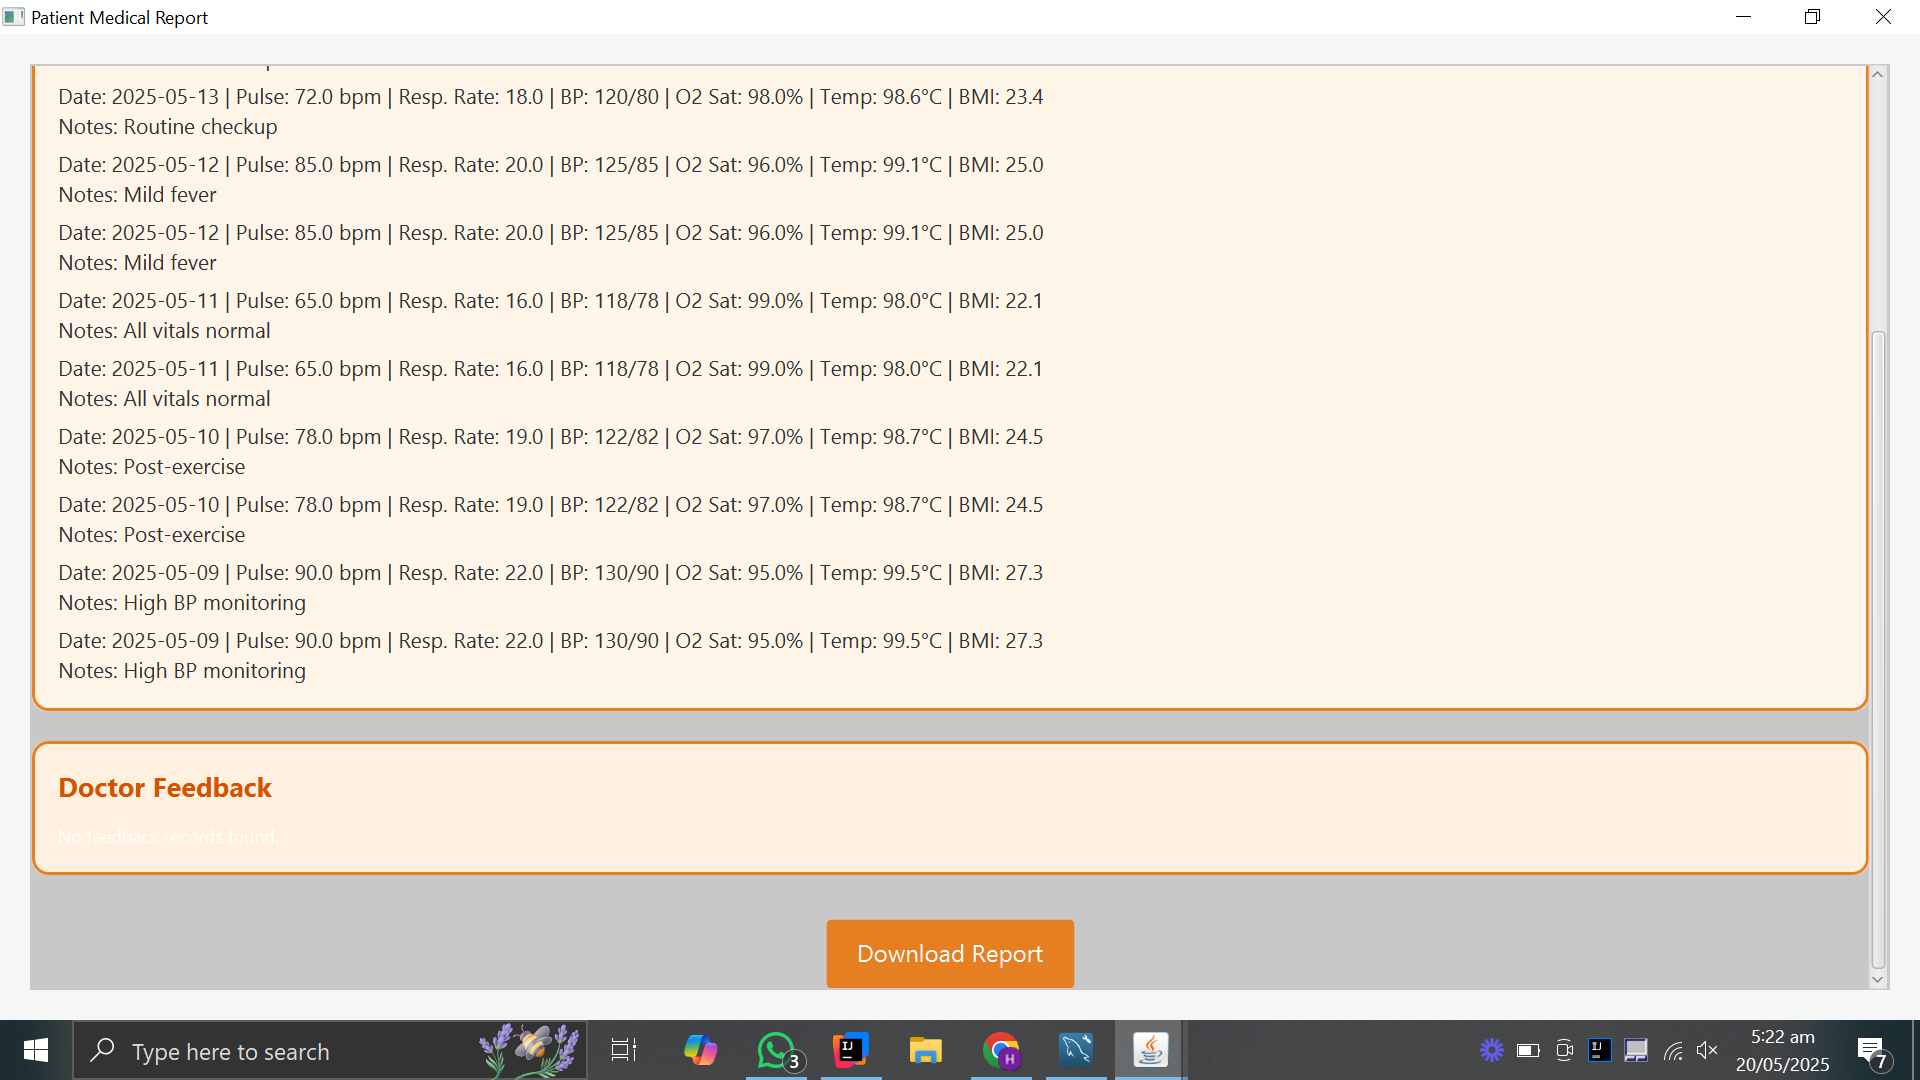 Patient Medical Report
Date: 2025-05-13 | Pulse: 72.0 bpm | Resp. Rate: 18.0 | BP: 120/80 | O2 Sat: 98.0% | Temp: 98.6°C | BMI: 23.4
Notes: Routine checkup
Date: 2025-05-12 | Pulse: 85.0 bpm | Resp. Rate: 20.0 | BP: 125/85 | O2 Sat: 96.0% | Temp: 99.1°C | BMI: 25.0
Notes: Mild fever
Date: 2025-05-12 | Pulse: 85.0 bpm | Resp. Rate: 20.0 | BP: 125/85 | O2 Sat: 96.0% | Temp: 99.1°C | BMI: 25.0
Notes: Mild fever
Date: 2025-05-11 | Pulse: 65.0 bpm | Resp. Rate: 16.0 | BP: 118/78 | O2 Sat: 99.0% | Temp: 98.0°C | BMI: 22.1
Notes: All vitals normal
Date: 2025-05-11 | Pulse: 65.0 bpm | Resp. Rate: 16.0 | BP: 118/78 | O2 Sat: 99.0% | Temp: 98.0°C | BMI: 22.1
Notes: All vitals normal
Date: 2025-05-10 | Pulse: 78.0 bpm | Resp. Rate: 19.0 | BP: 122/82 | O2 Sat: 97.0% | Temp: 98.7°C | BMI: 24.5
Notes: Post-exercise
Date: 2025-05-10 | Pulse: 78.0 bpm | Resp. Rate: 19.0 | BP: 122/82 | O2 Sat: 97.0% | Temp: 98.7°C | BMI: 24.5
Notes: Post-exercise
Date: 2025-05-09 | Pulse: 90.0 bpm | Resp. Rate: 22.0 | BP: 130/90 | O2 Sat: 95.0% | Temp: 99.5°C | BMI: 27.3
Notes: High BP monitoring
Date: 2025-05-09 | Pulse: 90.0 bpm | Resp. Rate: 22.0 | BP: 130/90 | O2 Sat: 95.0% | Temp: 99.5°C | BMI: 27.3
Notes: High BP monitoring
Doctor Feedback
No feedback records found.
Download Report
Type here to search
3
IJ
H
IJ
5:22 am
20/05/2025
7